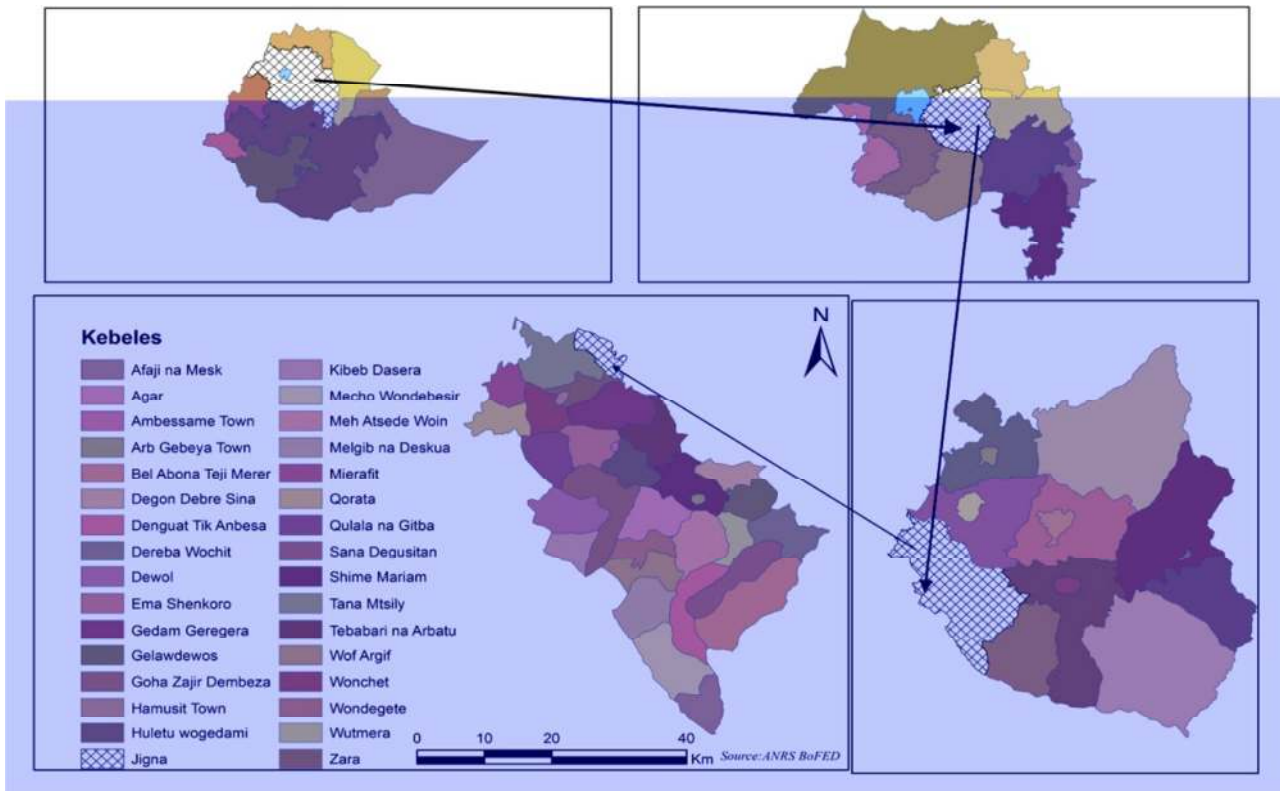 N
Kebeles
Afaji na Mesk
Agar
Ambessame Town
Arb Gebeya Town
Bel Abona Teji Merer
Degon Debre Sina
Denguat Tik Anbesa
Dereba Wochit
Dewol
Ema Shenkoro
Gedam Geregera
Gelawdewos
Goha Zajir Dembeza
Hamusit Town
Huletu wogedami
Jigna
Kibeb Dasera
Mecho Wondebesir
Meh Atsede Woin
Melgib na Deskua
Mierafit
Qorata
Qulala na Gitba
Sana Degusitan
Shime Mariam
Tana Mtsily
Tebabari na Arbatu
Wof Argif
Wonchet
Wondegete
Wutmera
Zara
0 20 40
Km
Source:ANRS BoFED